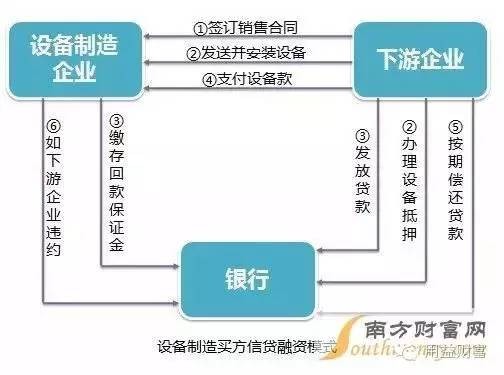 ①签订销售合同
②发送并安装设备
④支付设备款
设备制造
企业
下游企业
⑥如下游企业违约
③缴存回款保证金
③发放贷款
②办理设备抵押
⑤按期偿还贷款
银行
设备制造买方信贷融资模式
南方财富网
用益财富